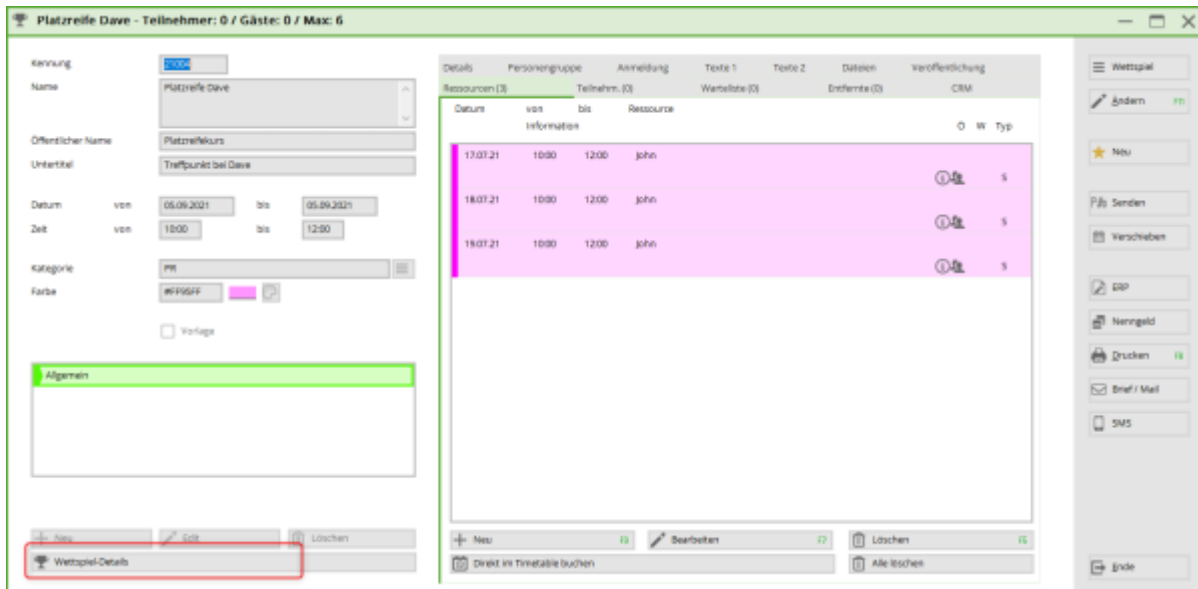 Platzreife Dave - Teilnehmer: 0 / Gäste: 0 / Max: 6
Kennung 21004
Name Platzreife Dave
Öffentlicher Name Platzreifekurs
Untertitel Treffpunkt bei Dave
Datum von 05.09.2021 bis 05.09.2021
Zeit von 10:00 bis 12:00
Kategorie PR
Farbe #FF95FF
Vorlage
Allgemein
Neu Edit Löschen
Wettspiel-Details
Details Personengruppe Anmeldung Texte 1 Texte 2 Dateien Veröffentlichung
Ressourcen (3) Teilnehm. (0) Warteliste (0) Entfernte (0) CRM
Datum von bis Ressource
Information Ö W Typ
17.07.21 10:00 12:00 John
S
18.07.21 10:00 12:00 John
S
19.07.21 10:00 12:00 John
S
Neu F3 Bearbeiten F7 Löschen F5
Direkt im Timetable buchen Alle löschen
Wettspiel
Ändern F11
Neu
Senden
Verschieben
ERP
Nenngeld
Drucken F8
Brief / Mail
SMS
Ende